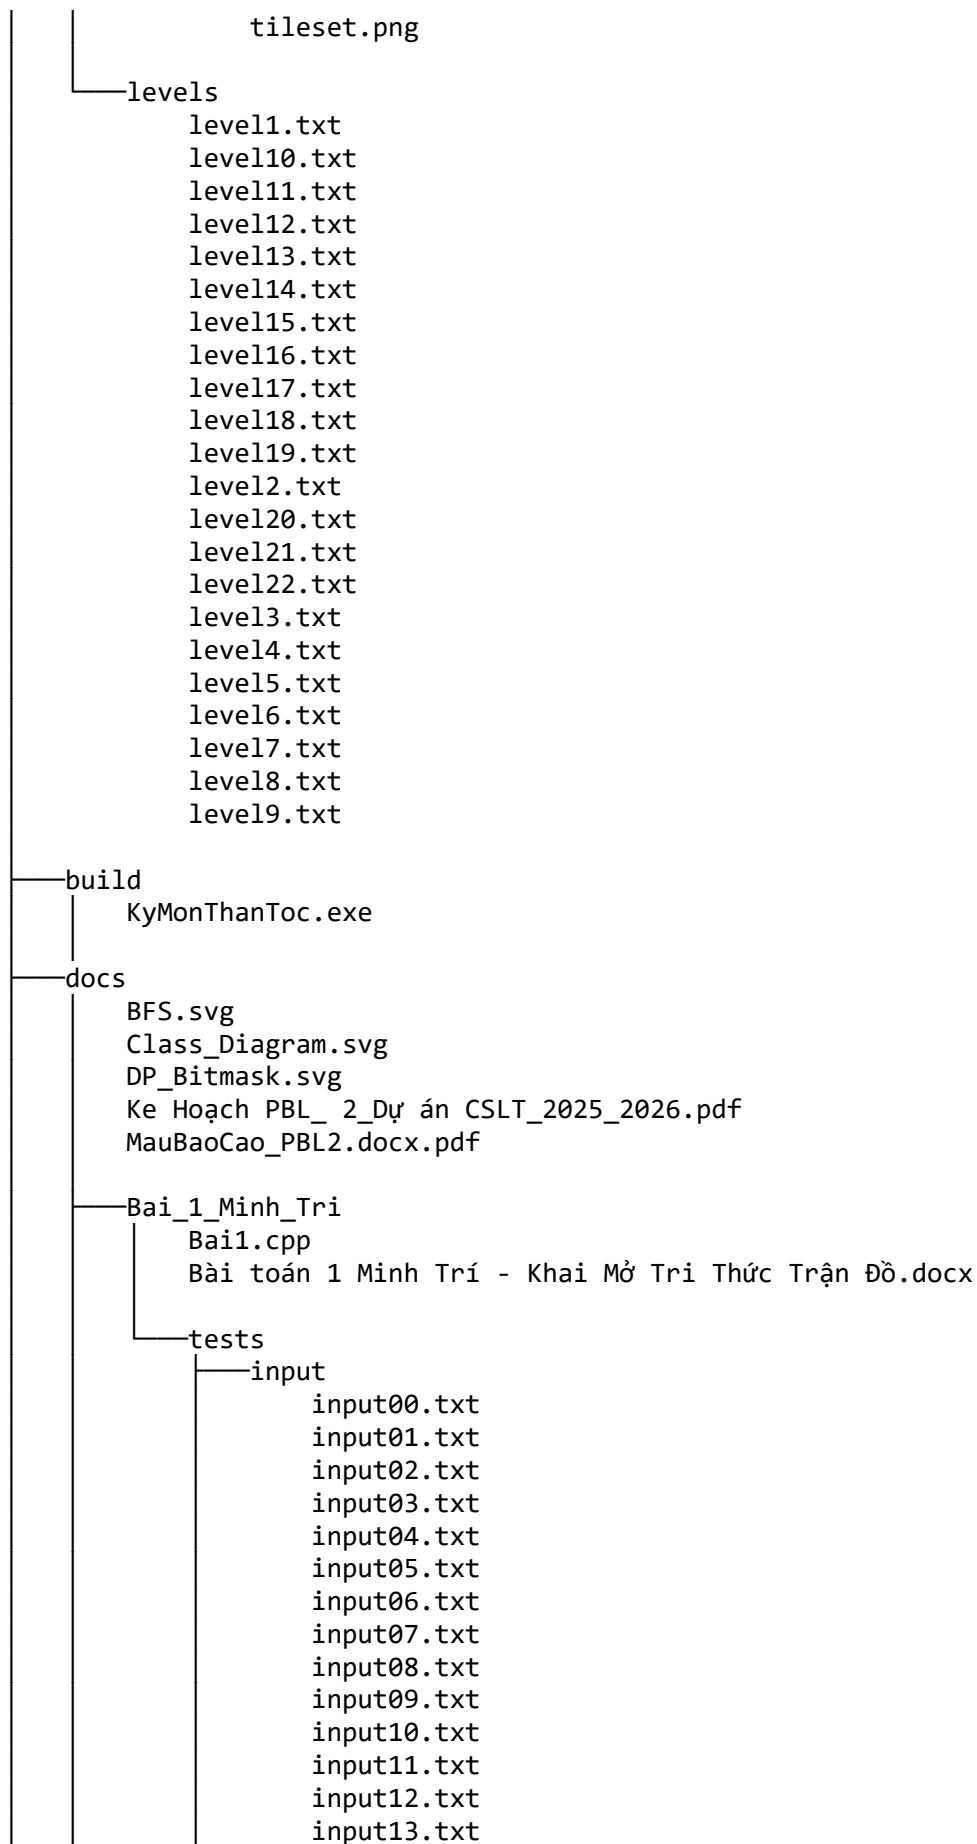 tileset.png
levels
level1.txt
level10.txt
level11.txt
level12.txt
level13.txt
level14.txt
level15.txt
level16.txt
level17.txt
level18.txt
level19.txt
level2.txt
level20.txt
level21.txt
level22.txt
level3.txt
level4.txt
level5.txt
level6.txt
level7.txt
level8.txt
level9.txt
build
KyMonThanToc.exe
docs
BFS.svg
Class_Diagram.svg
DP_Bitmask.svg
Ke Hoạch PBL_ 2_Dự án CSLT_2025_2026.pdf
MauBaoCao_PBL2.docx.pdf
Bai_1_Minh_Tri
Bai1.cpp
Bài toán 1 Minh Trí - Khai Mở Tri Thức Trận Đồ.docx
tests
input
input00.txt
input01.txt
input02.txt
input03.txt
input04.txt
input05.txt
input06.txt
input07.txt
input08.txt
input09.txt
input10.txt
input11.txt
input12.txt
input13.txt